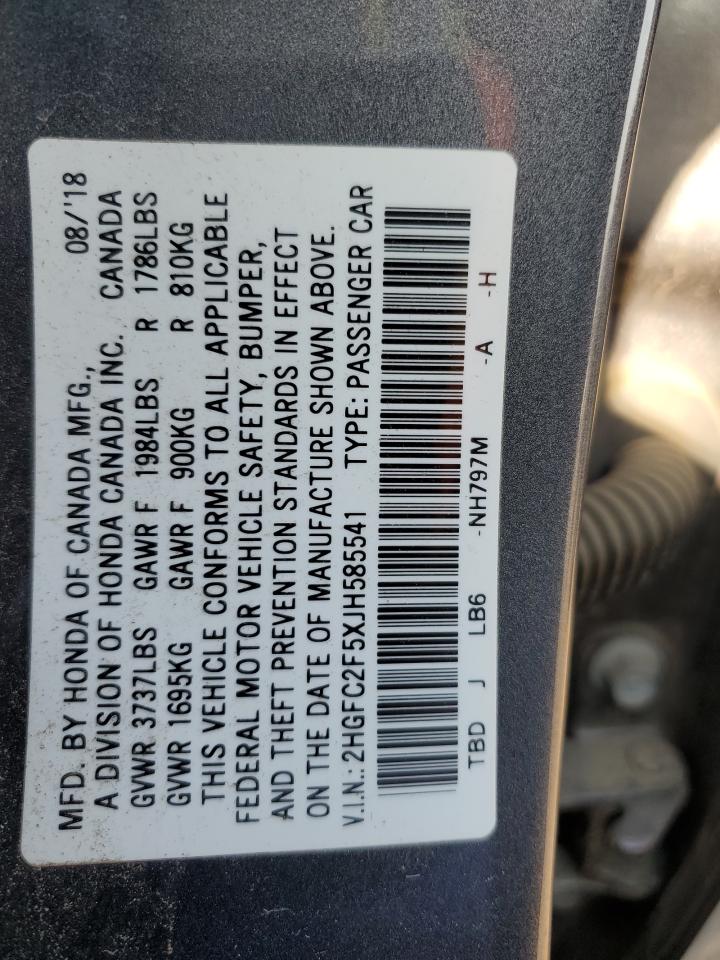 MFD. BY HONDA OF CANADA MFG., 08/'18
A DIVISION OF HONDA CANADA INC. CANADA
GVWR 3737LBS GAWR F 1984LBS R 1786LBS
GVWR 1695KG GAWR F 900KG R 810KG
THIS VEHICLE CONFORMS TO ALL APPLICABLE
FEDERAL MOTOR VEHICLE SAFETY, BUMPER,
AND THEFT PREVENTION STANDARDS IN EFFECT
ON THE DATE OF MANUFACTURE SHOWN ABOVE.
V.I.N.: 2HGFC2F5XJH585541 TYPE: PASSENGER CAR
TBD J LB6 -NH797M -A -H